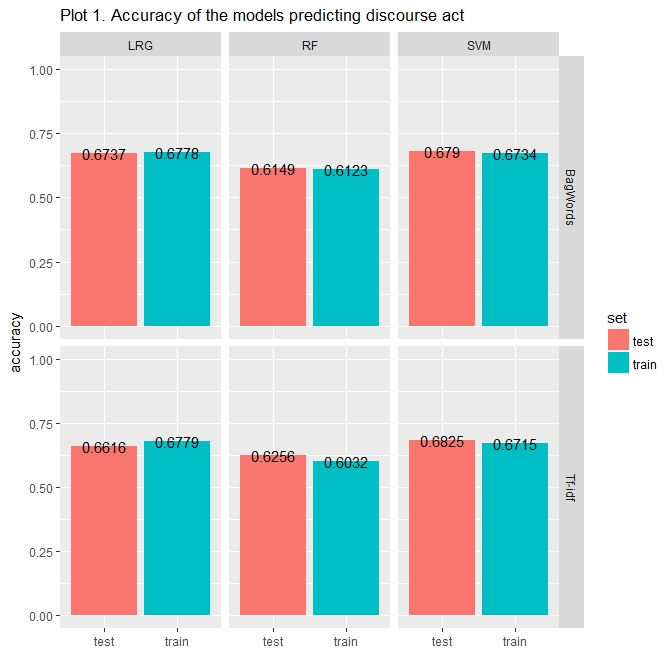 Plot 1. Accuracy of the models predicting discourse act
LRG RF SVM
1.00
0.75
0.6737 0.6778 0.6149 0.6123 0.679 0.6734
0.50
0.25
0.00
BagWords
accuracy
1.00
0.75
0.6616 0.6779 0.6256 0.6032 0.6825 0.6715
0.50
0.25
0.00
Tf-idf
test train test train test train
set
test
train